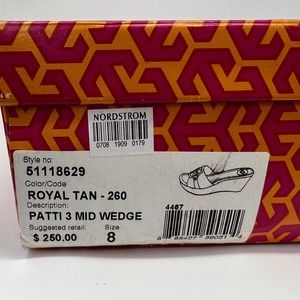 NORDSTROM
0708 1909 0179
Style no:
51118629
Color/Code
ROYAL TAN - 260
Description:
PATTI 3 MID WEDGE
Suggested retail: Size
$ 250.00 8
4467